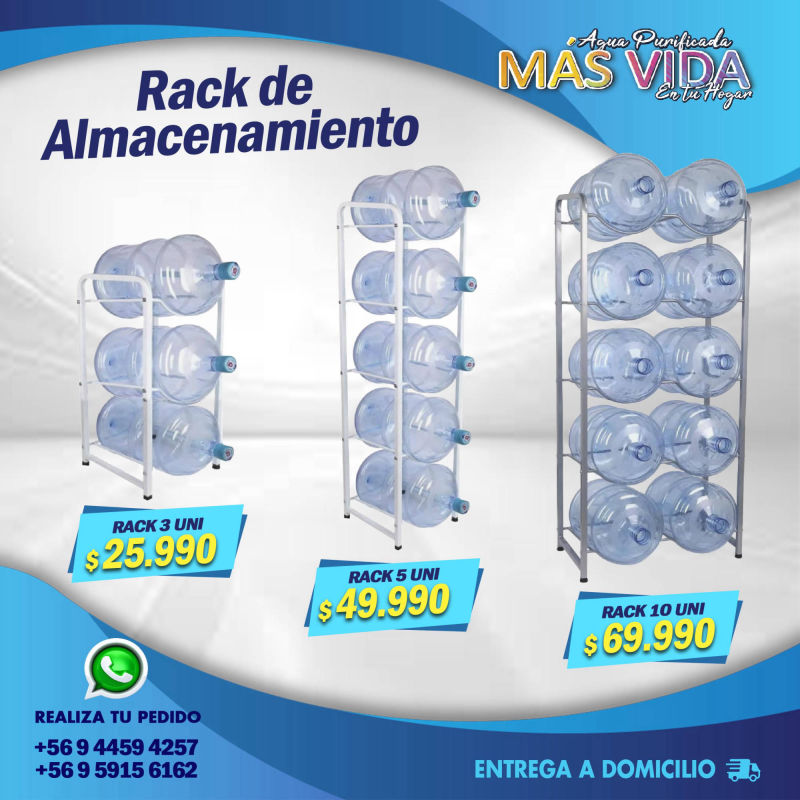 Agua Purificada
MÁS VIDA
En tu Hogar
Rack de
Almacenamiento
RACK 3 UNI
$25.990
RACK 5 UNI
$49.990
RACK 10 UNI
$69.990
REALIZA TU PEDIDO
+56 9 4459 4257
+56 9 5915 6162
ENTREGA A DOMICILIO